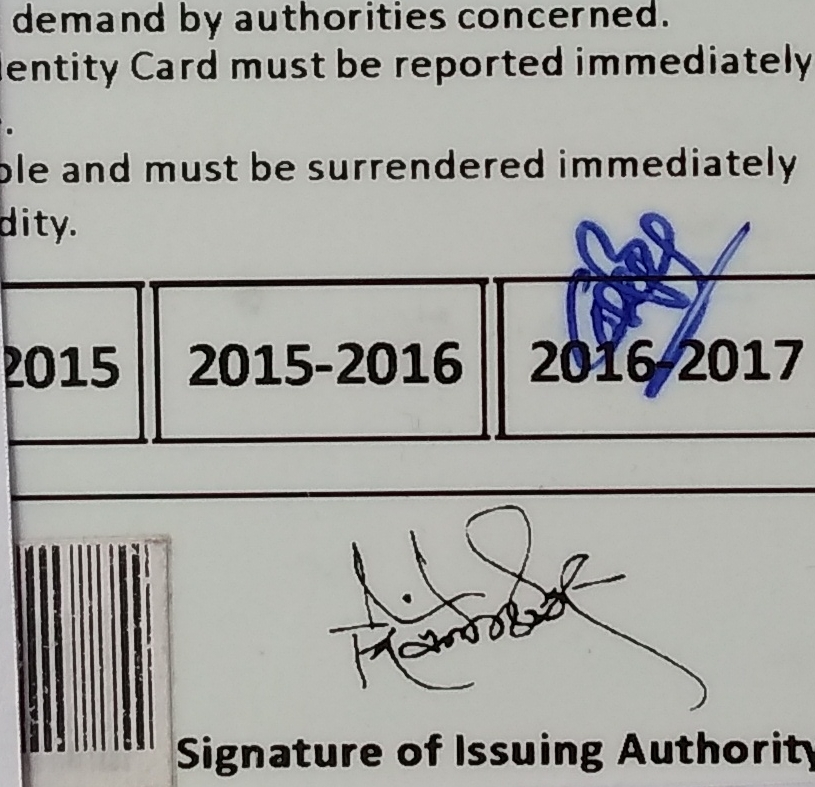 demand by authorities concerned.
entity Card must be reported immediately
.
ble and must be surrendered immediately
dity.
2015 2015-2016 2016-2017
Signature of Issuing Authority